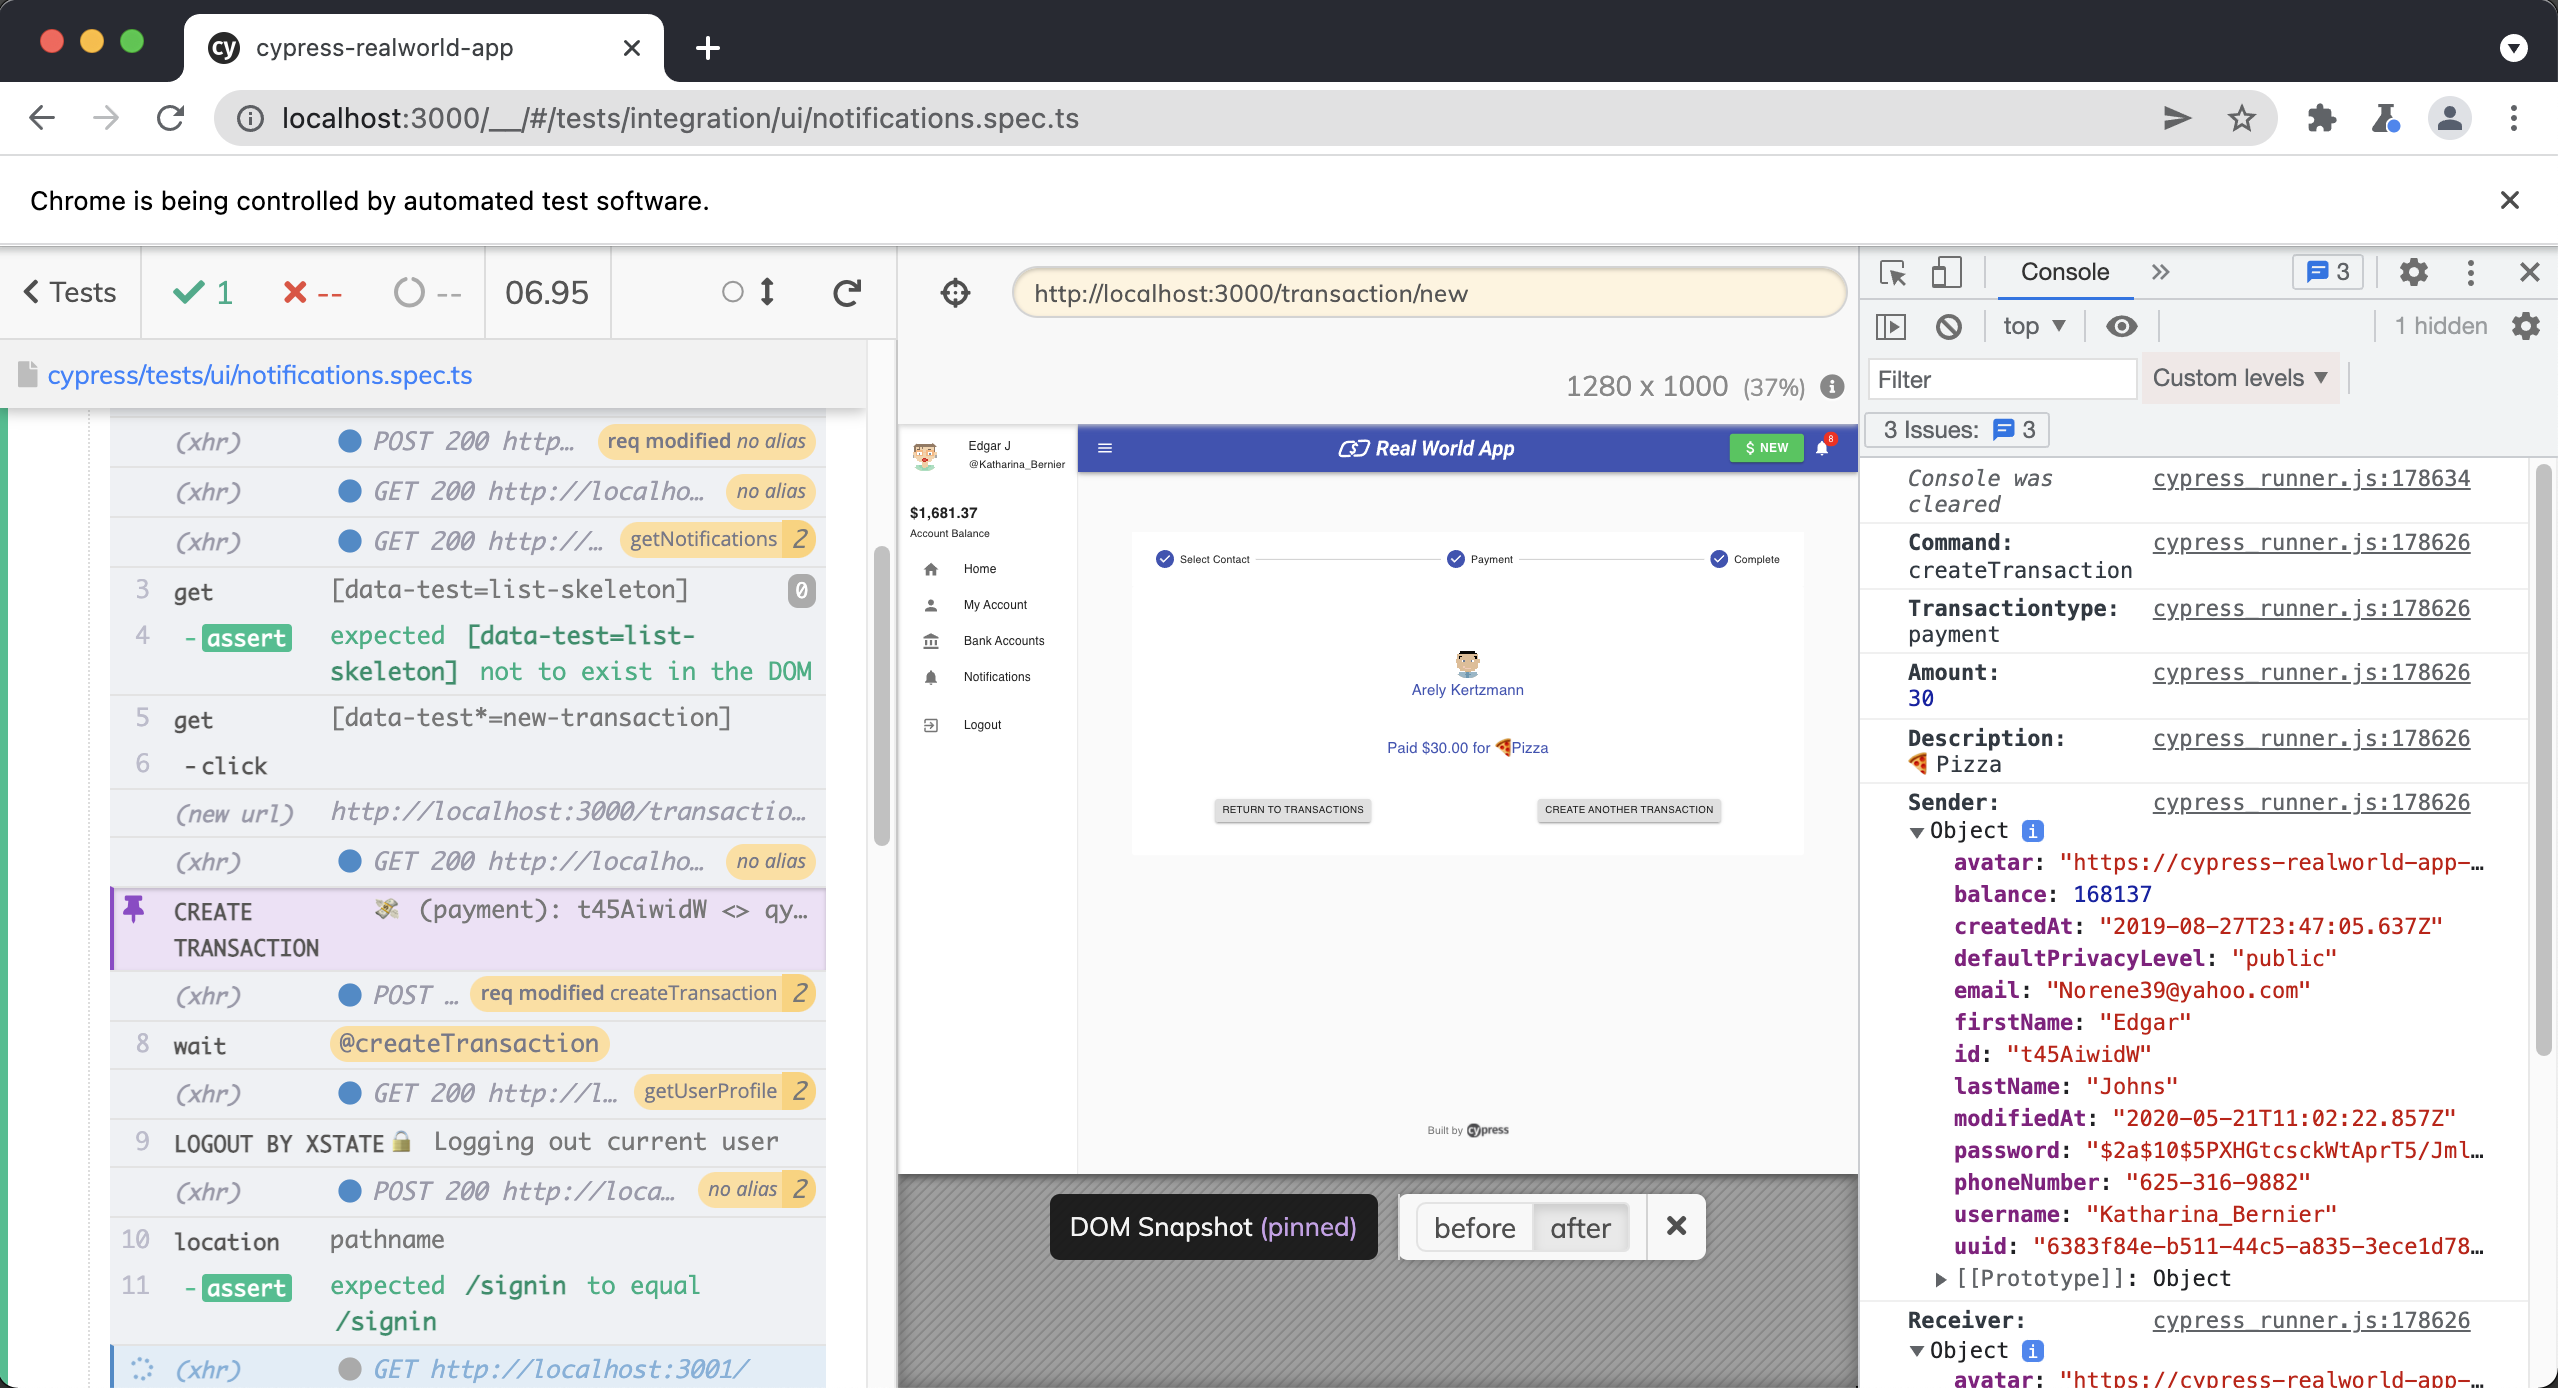 cy cypress-realworld-app
localhost:3000/__/#/tests/integration/ui/notifications.spec.ts
Chrome is being controlled by automated test software.
Tests 1 -- -- 06.95
cypress/tests/ui/notifications.spec.ts
(xhr) POST 200 http... req modified no alias
(xhr) GET 200 http://localho... no alias
(xhr) GET 200 http://... getNotifications 2
3 get [data-test=list-skeleton] 0
4 -assert expected [data-test=list-
skeleton] not to exist in the DOM
5 get [data-test*=new-transaction]
6 -click
(new url) http://localhost:3000/transactio...
(xhr) GET 200 http://localho... no alias
CREATE
TRANSACTION 💸 (payment): t45AiwidW <> qy...
(xhr) POST ... req modified createTransaction 2
8 wait @createTransaction
(xhr) GET 200 http://l... getUserProfile 2
9 LOGOUT BY XSTATE 🔒 Logging out current user
(xhr) POST 200 http://loca... no alias 2
10 location pathname
11 -assert expected /signin to equal
/signin
(xhr) GET http://localhost:3001/
http://localhost:3000/transaction/new
1280 x 1000 (37%)
Edgar J
@Katharina_Bernier
$1,681.37
Account Balance
Home
My Account
Bank Accounts
Notifications
Logout
Real World App
$ NEW
8
Select Contact
Payment
Complete
Arely Kertzmann
Paid $30.00 for 🍕Pizza
RETURN TO TRANSACTIONS
CREATE ANOTHER TRANSACTION
Built by cypress
DOM Snapshot (pinned)
before after
Console 3
top 1 hidden
Filter Custom levels
3 Issues: 3
Console was
cleared cypress_runner.js:178634
Command: cypress_runner.js:178626
createTransaction
Transactiontype: cypress_runner.js:178626
payment
Amount: cypress_runner.js:178626
30
Description: cypress_runner.js:178626
🍕 Pizza
Sender: cypress_runner.js:178626
Object i
avatar: "https://cypress-realworld-app-...
balance: 168137
createdAt: "2019-08-27T23:47:05.637Z"
defaultPrivacyLevel: "public"
email: "Norene39@yahoo.com"
firstName: "Edgar"
id: "t45AiwidW"
lastName: "Johns"
modifiedAt: "2020-05-21T11:02:22.857Z"
password: "$2a$10$5PXHGtcsckWtAprT5/Jml...
phoneNumber: "625-316-9882"
username: "Katharina_Bernier"
uuid: "6383f84e-b511-44c5-a835-3ece1d78...
[[Prototype]]: Object
Receiver: cypress_runner.js:178626
Object i
avatar: "https://cypress-realworld-app-...